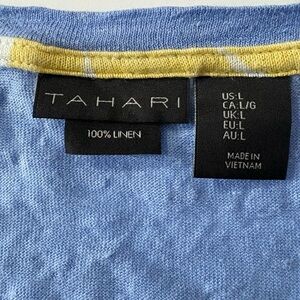 TAHARI
100% LINEN
US:L
CA:L/G
UK:L
EU:L
AU:L
MADE IN
VIETNAM